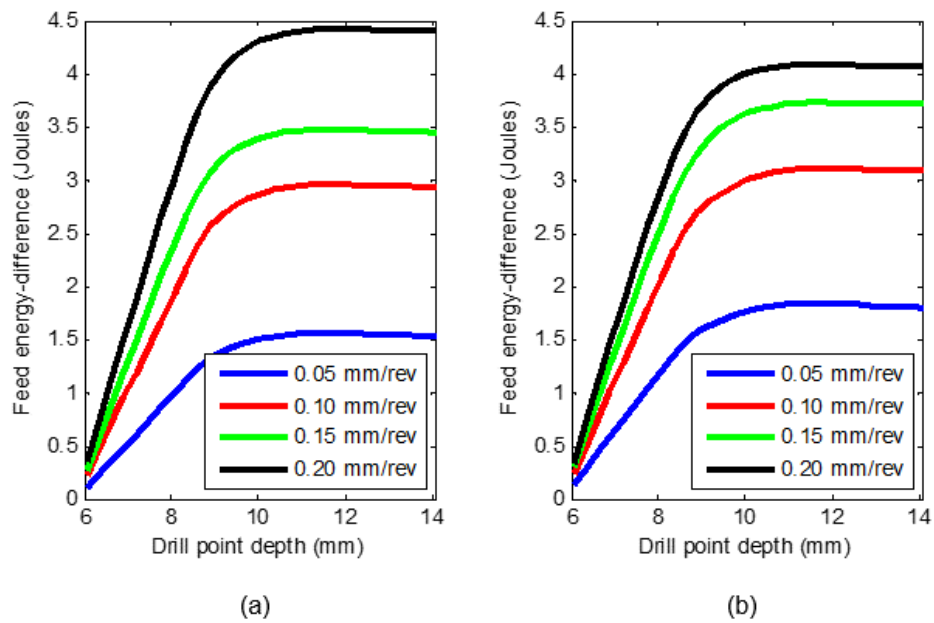 4.5
4
3.5
3
2.5
2
1.5
1
0.5
0
Feed energy-difference (Joules)
6 8 10 12 14
Drill point depth (mm)
0.05 mm/rev
0.10 mm/rev
0.15 mm/rev
0.20 mm/rev
(a)
4.5
4
3.5
3
2.5
2
1.5
1
0.5
0
Feed energy-difference (Joules)
6 8 10 12 14
Drill point depth (mm)
0.05 mm/rev
0.10 mm/rev
0.15 mm/rev
0.20 mm/rev
(b)